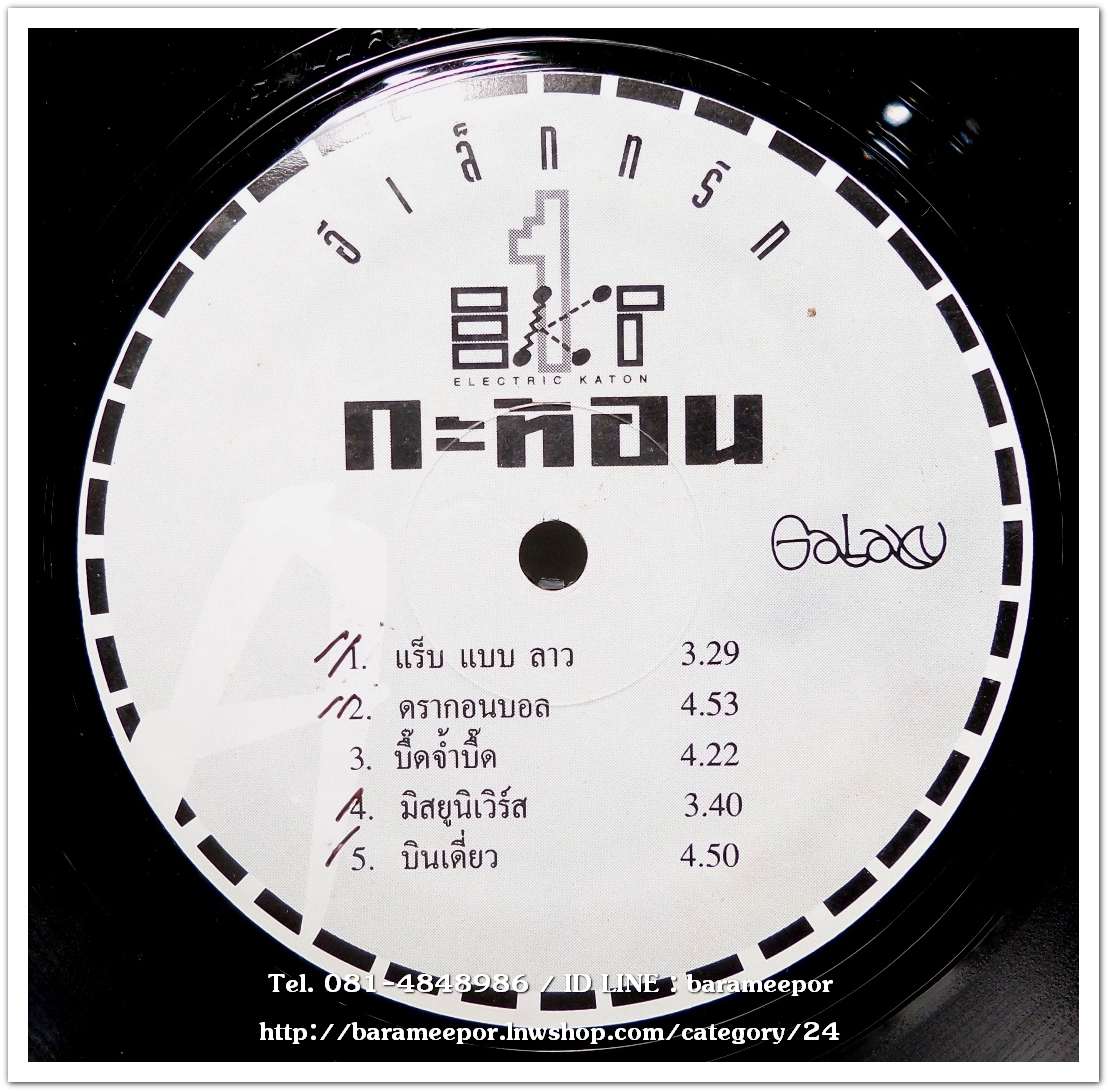 อิเล็กทริก
1
EKT
ELECTRIC KATON
กะท้อน
GaLaxy
A
1. แร็บ แบบ ลาว 3.29
2. ดรากอนบอล 4.53
3. บื๊ดจ้ำบื๊ด 4.22
4. มิสยูนิเวิร์ส 3.40
5. บินเดี่ยว 4.50
Tel. 081-4848986 / ID LINE : barameepor
http://barameepor.lnwshop.com/category/24